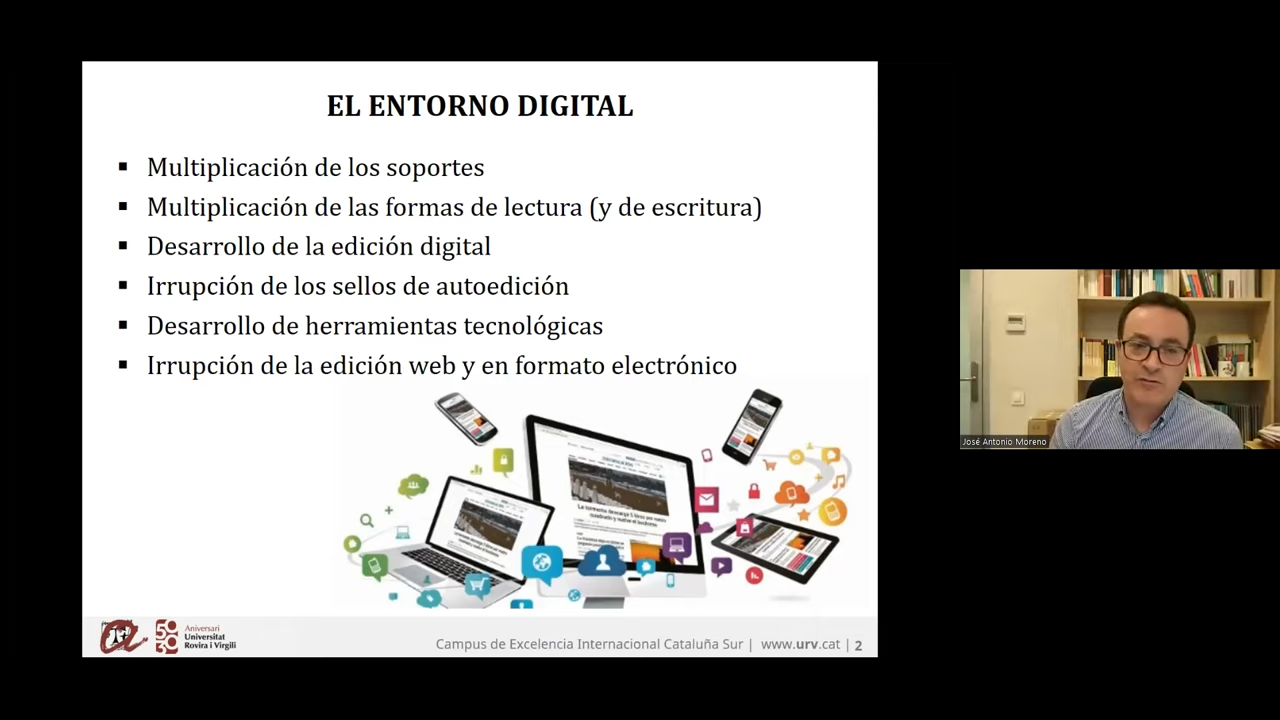 EL ENTORNO DIGITAL
▪ Multiplicación de los soportes
▪ Multiplicación de las formas de lectura (y de escritura)
▪ Desarrollo de la edición digital
▪ Irrupción de los sellos de autoedición
▪ Desarrollo de herramientas tecnológicas
▪ Irrupción de la edición web y en formato electrónico
Aniversari
Universitat
Rovira i Virgili
Campus de Excelencia Internacional Cataluña Sur | www.urv.cat | 2
José Antonio Moreno